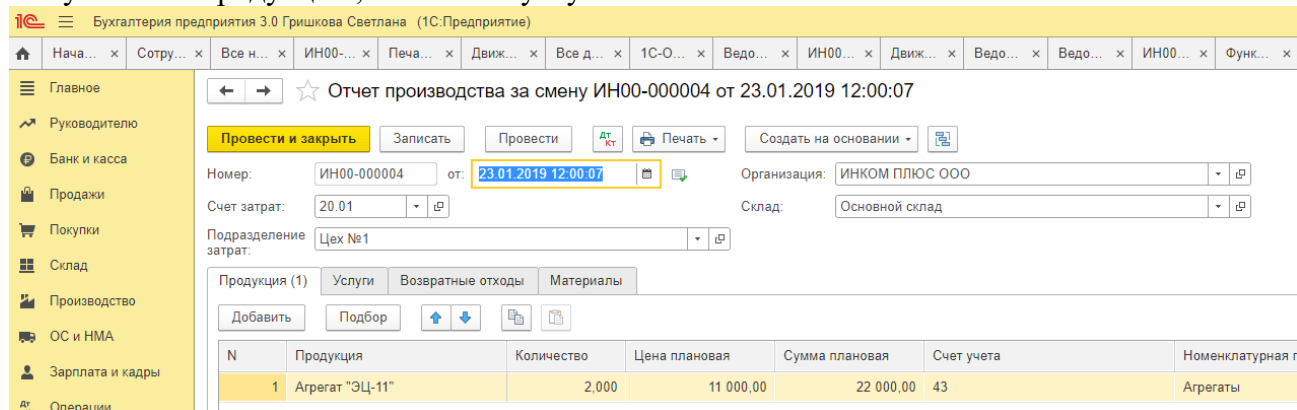 1С Бухгалтерия предприятия 3.0 Гришкова Светлана (1С:Предприятие)
Нача... × Сотру... × Все н... × ИН00-... × Печа... × Движ... × Все д... × 1С-О... × Ведо... × ИН00... × Движ... × Ведо... × Ведо... × ИН00... × Функ... ×
Главное
Отчет производства за смену ИН00-000004 от 23.01.2019 12:00:07
Руководителю
Провести и закрыть Записать Провести Дт Кт Печать Создать на основании
Банк и касса
Номер: ИН00-000004 от: 23.01.2019 12:00:07 Организация: ИНКОМ ПЛЮС ООО
Продажи
Счет затрат: 20.01 Склад: Основной склад
Покупки
Подразделение затрат: Цех №1
Склад
Продукция (1) Услуги Возвратные отходы Материалы
Производство
Добавить Подбор
ОС и НМА
N Продукция Количество Цена плановая Сумма плановая Счет учета Номенклатурная
Зарплата и кадры
1 Агрегат "ЭЦ-11" 2,000 11 000,00 22 000,00 43 Агрегаты
Дт Операции